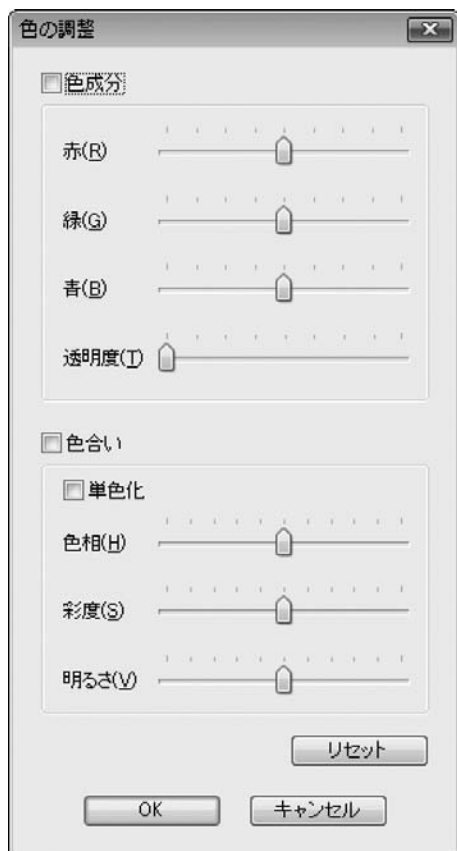 色の調整
色成分
赤(R)
緑(G)
青(B)
透明度(T)
色合い
単色化
色相(H)
彩度(S)
明るさ(V)
リセット
OK
キャンセル